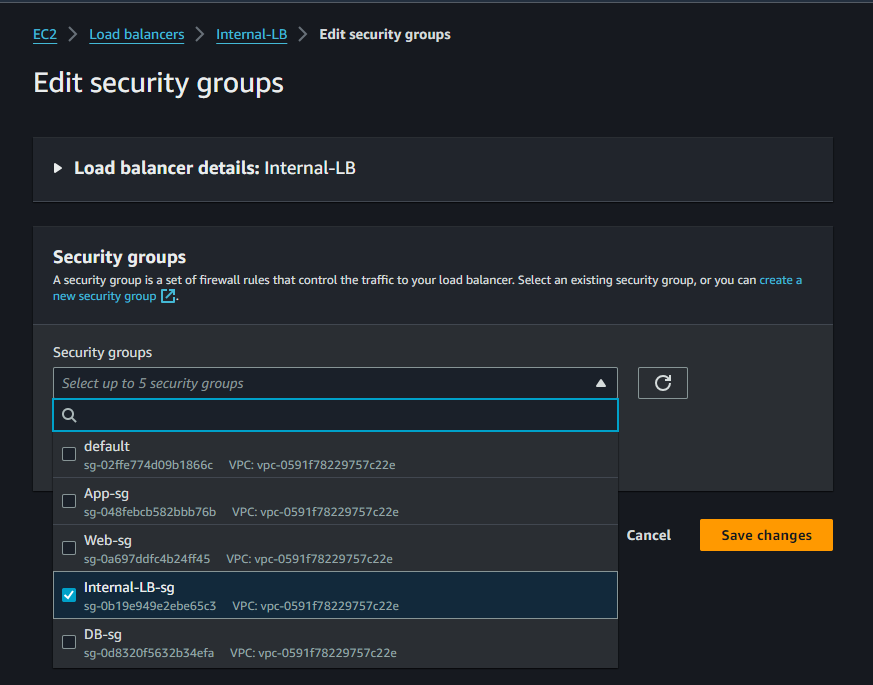 EC2 Load balancers Internal-LB Edit security groups
Edit security groups
Load balancer details: Internal-LB
Security groups
A security group is a set of firewall rules that control the traffic to your load balancer. Select an existing security group, or you can create a
new security group.
Security groups
Select up to 5 security groups
default
sg-02ffe774d09b1866c VPC: vpc-0591f78229757c22e
App-sg
sg-048febcb582bbb76b VPC: vpc-0591f78229757c22e
Web-sg
sg-0a697ddfc4b24ff45 VPC: vpc-0591f78229757c22e
Cancel Save changes
Internal-LB-sg
sg-0b19e949e2ebe65c3 VPC: vpc-0591f78229757c22e
DB-sg
sg-0d8320f5632b34efa VPC: vpc-0591f78229757c22e